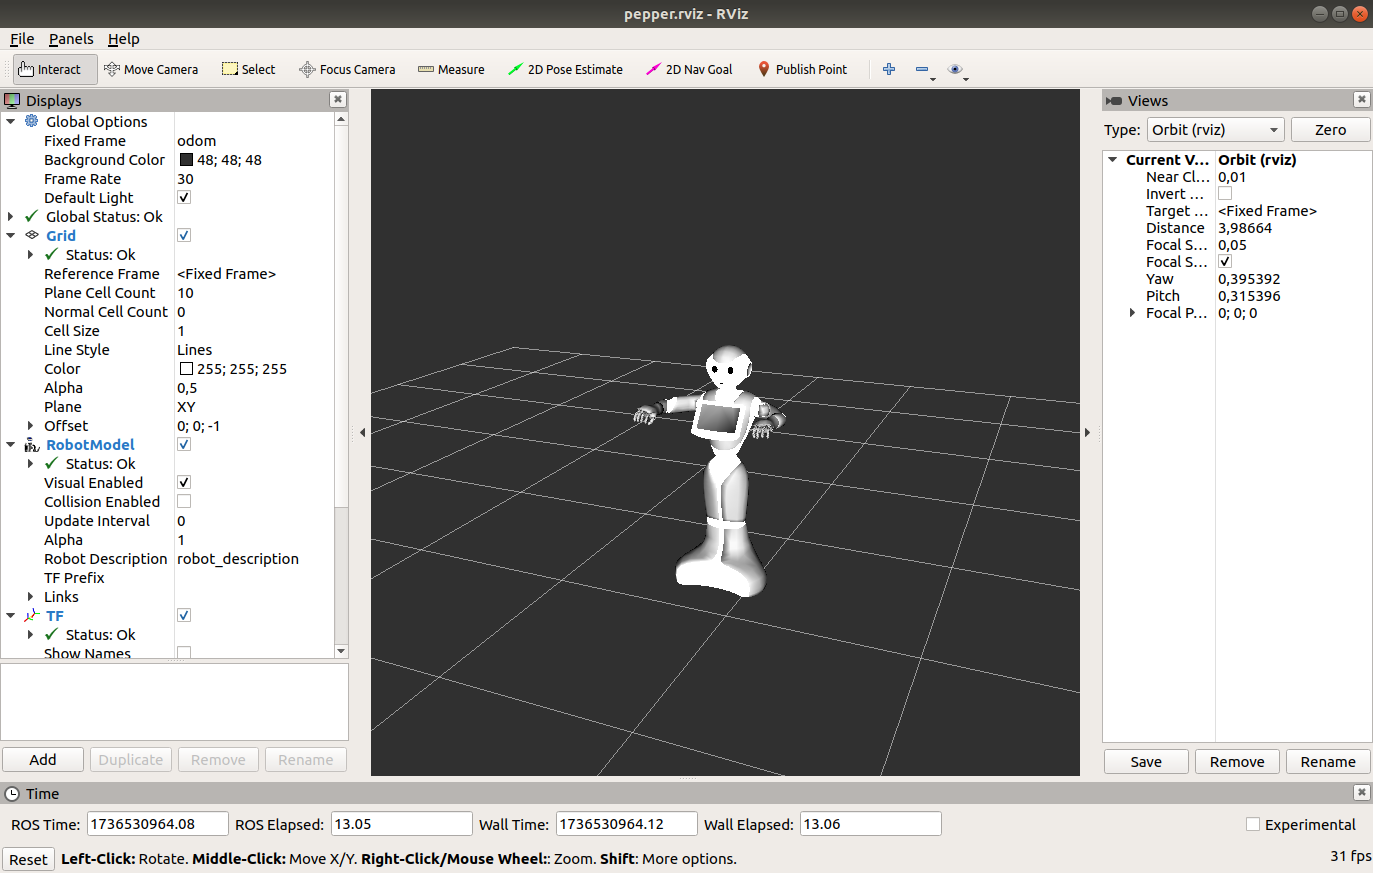 pepper.rviz - RViz
File Panels Help
Interact Move Camera Select Focus Camera Measure 2D Pose Estimate 2D Nav Goal Publish Point
Displays
Global Options
Fixed Frame odom
Background Color 48; 48; 48
Frame Rate 30
Default Light
Global Status: Ok
Grid
Status: Ok
Reference Frame <Fixed Frame>
Plane Cell Count 10
Normal Cell Count 0
Cell Size 1
Line Style Lines
Color 255; 255; 255
Alpha 0,5
Plane XY
Offset 0; 0; -1
RobotModel
Status: Ok
Visual Enabled
Collision Enabled
Update Interval 0
Alpha 1
Robot Description robot_description
TF Prefix
Links
TF
Status: Ok
Show Names
Add Duplicate Remove Rename
Views
Type: Orbit (rviz) Zero
Current V... Orbit (rviz)
Near Cl... 0,01
Invert ...
Target ... <Fixed Frame>
Distance 3,98664
Focal S... 0,05
Focal S...
Yaw 0,395392
Pitch 0,315396
Focal P... 0; 0; 0
Save Remove Rename
Time
ROS Time: 1736530964.08 ROS Elapsed: 13.05 Wall Time: 1736530964.12 Wall Elapsed: 13.06 Experimental
Reset Left-Click: Rotate. Middle-Click: Move X/Y. Right-Click/Mouse Wheel:: Zoom. Shift: More options. 31 fps